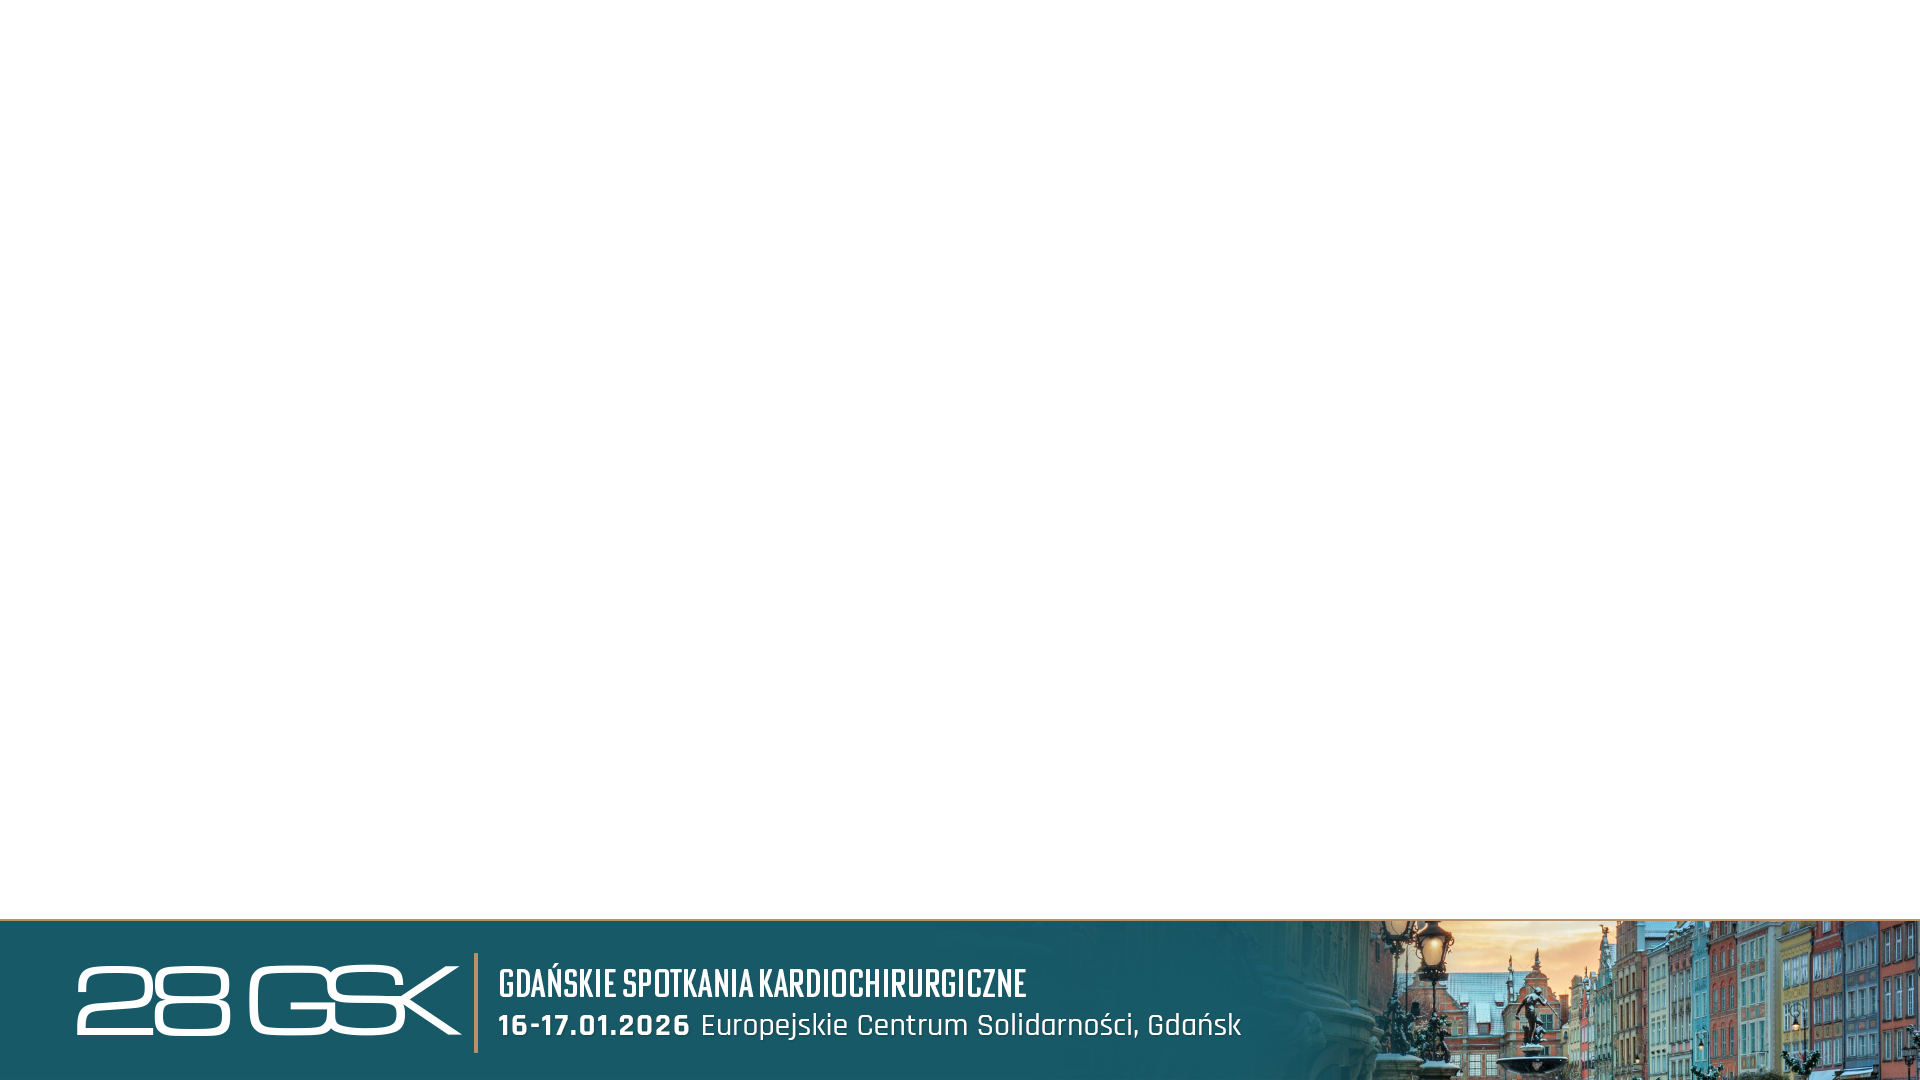 28 GSK
GDAŃSKIE SPOTKANIA KARDIOCHIRURGICZNE
16-17.01.2026 Europejskie Centrum Solidarności, Gdańsk